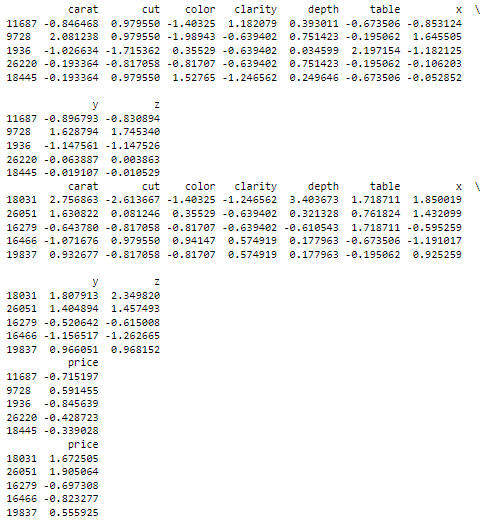 carat cut color clarity depth table x \
11687 -0.846468 0.979550 -1.40325 1.182079 0.393011 -0.673506 -0.853124
9728 2.081238 0.979550 -1.98943 -0.639402 0.751423 -0.195062 1.645505
1936 -1.026634 -1.715362 0.35529 -0.639402 0.034599 2.197154 -1.182125
26220 -0.193364 -0.817058 -0.81707 -0.639402 0.751423 -0.195062 -0.106203
18445 -0.193364 0.979550 1.52765 -1.246562 0.249646 -0.673506 -0.052852
y z
11687 -0.896793 -0.830894
9728 1.628794 1.745340
1936 -1.147561 -1.147526
26220 -0.063887 0.003863
18445 -0.019107 -0.010529
carat cut color clarity depth table x \
18031 2.756863 -2.613667 -1.40325 -1.246562 3.403673 1.718711 1.850019
26051 1.630822 0.081246 0.35529 -0.639402 0.321328 0.761824 1.432099
16279 -0.643780 -0.817058 -0.81707 -0.639402 -0.610543 1.718711 -0.595259
16466 -1.071676 0.979550 0.94147 0.574919 0.177963 -0.673506 -1.191017
19837 0.932677 -0.817058 -0.81707 0.574919 0.177963 -0.195062 0.925259
y z
18031 1.807913 2.349820
26051 1.404894 1.457493
16279 -0.520642 -0.615008
16466 -1.156517 -1.262665
19837 0.966051 0.968152
price
11687 -0.715197
9728 0.591455
1936 -0.845639
26220 -0.428723
18445 -0.339028
price
18031 1.672505
26051 1.905064
16279 -0.697308
16466 -0.823277
19837 0.555925